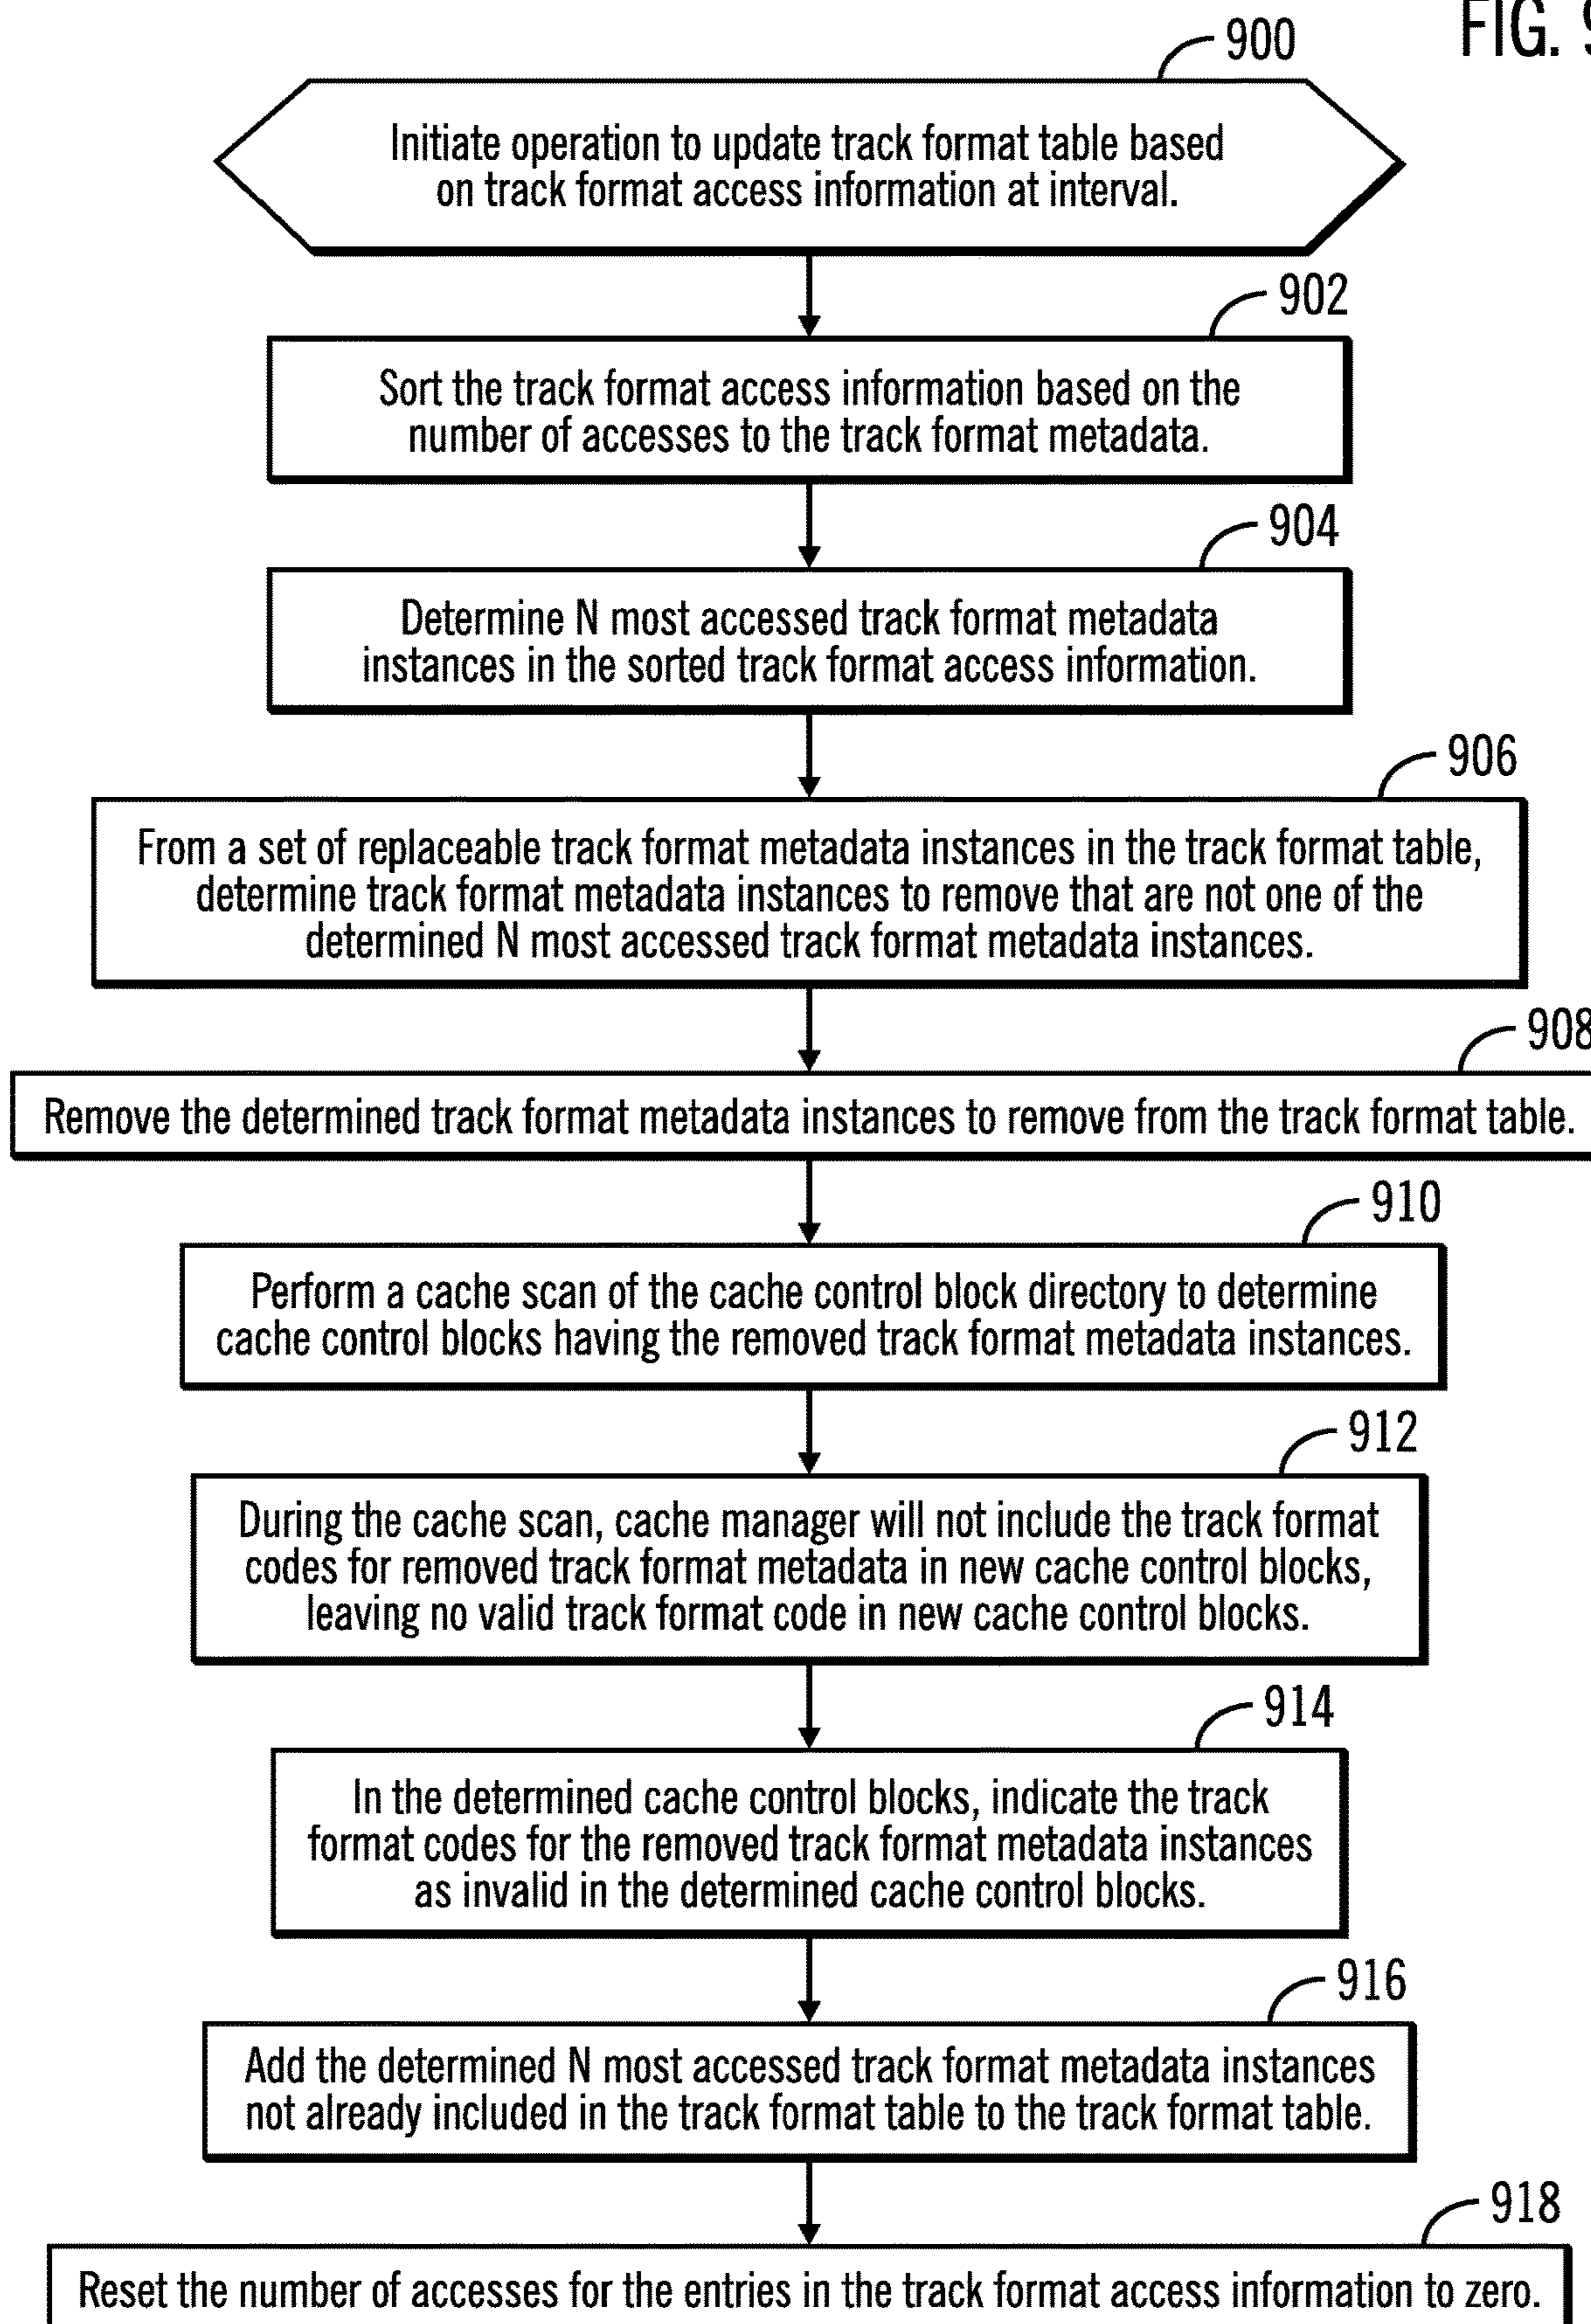 FIG. 9
900
Initiate operation to update track format table based
on track format access information at interval.
902
Sort the track format access information based on the
number of accesses to the track format metadata.
904
Determine N most accessed track format metadata
instances in the sorted track format access information.
906
From a set of replaceable track format metadata instances in the track format table,
determine track format metadata instances to remove that are not one of the
determined N most accessed track format metadata instances.
908
Remove the determined track format metadata instances to remove from the track format table.
910
Perform a cache scan of the cache control block directory to determine
cache control blocks having the removed track format metadata instances.
912
During the cache scan, cache manager will not include the track format
codes for removed track format metadata in new cache control blocks,
leaving no valid track format code in new cache control blocks.
914
In the determined cache control blocks, indicate the track
format codes for the removed track format metadata instances
as invalid in the determined cache control blocks.
916
Add the determined N most accessed track format metadata instances
not already included in the track format table to the track format table.
918
Reset the number of accesses for the entries in the track format access information to zero.